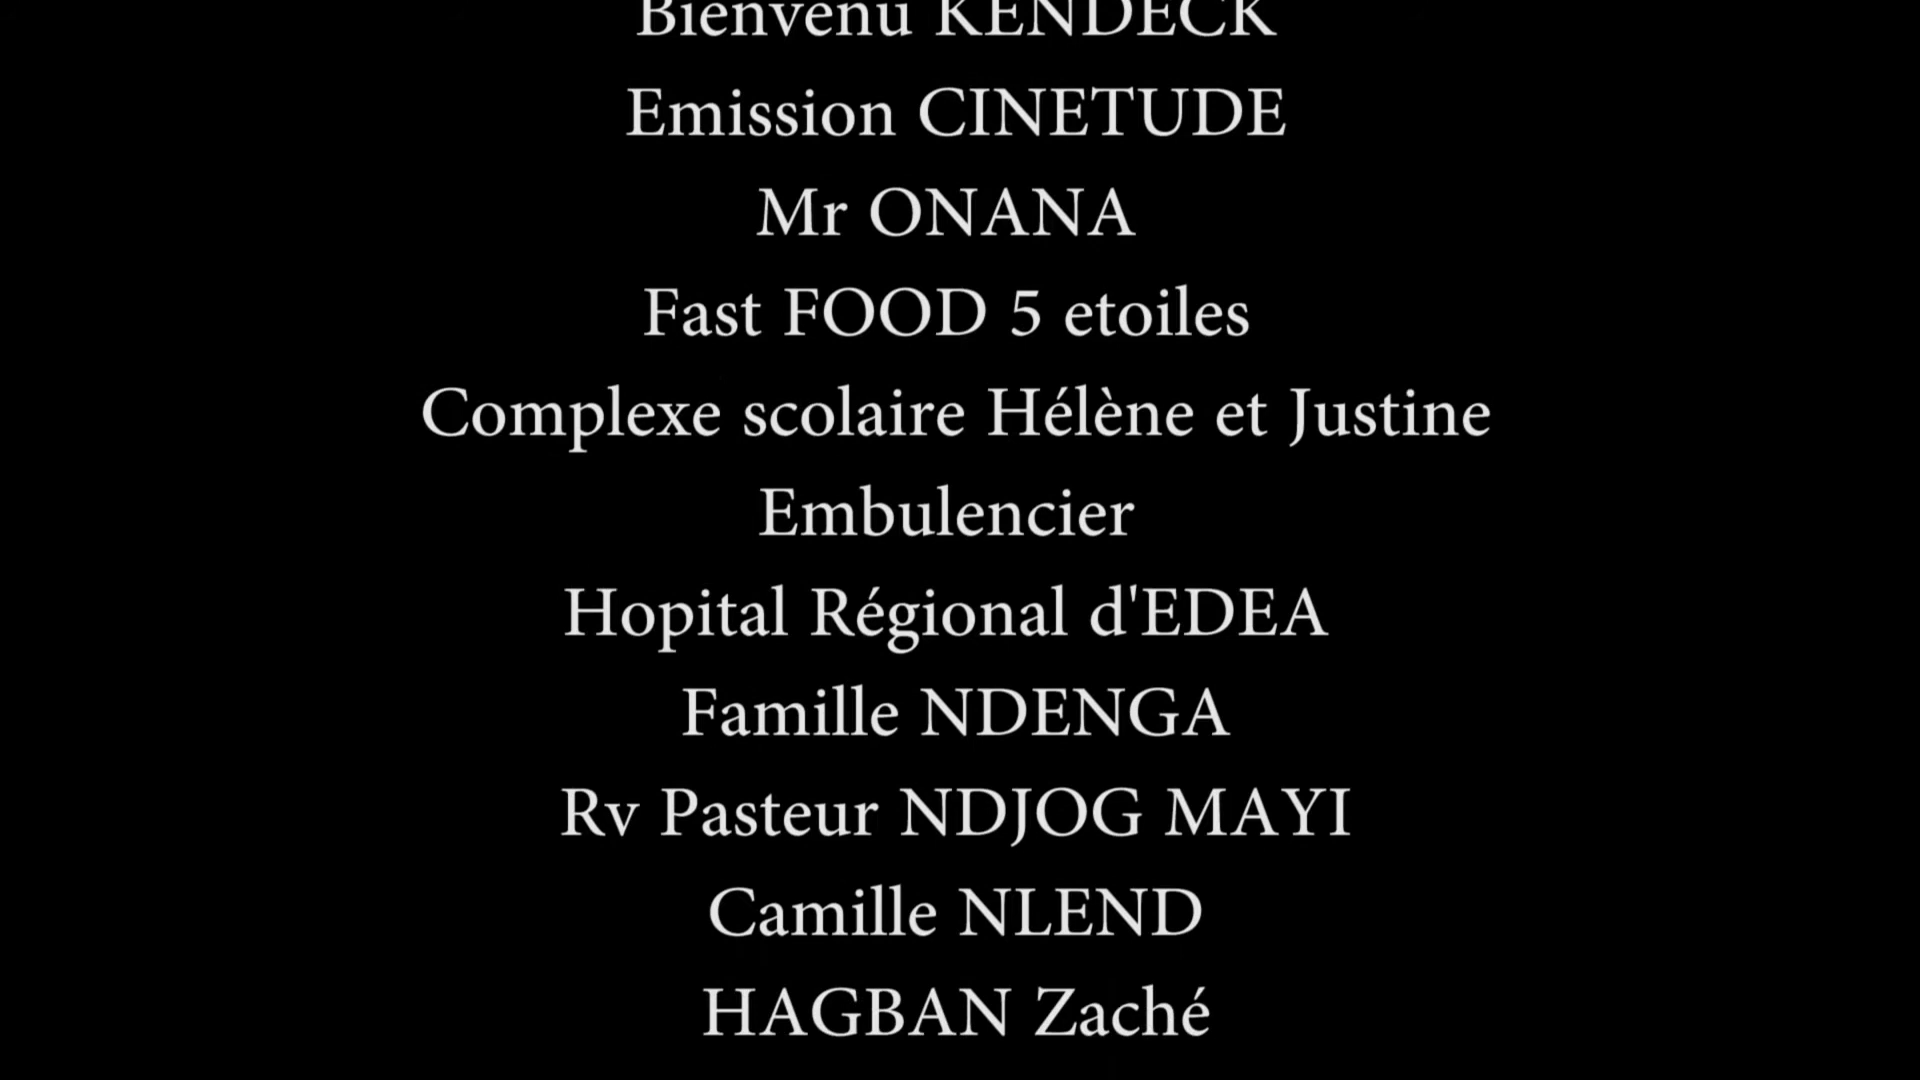 Bienvenu KENDECK
Emission CINETUDE
Mr ONANA
Fast FOOD 5 etoiles
Complexe scolaire Hélène et Justine
Embulencier
Hopital Régional d'EDEA
Famille NDENGA
Rv Pasteur NDJOG MAYI
Camille NLEND
HAGBAN Zaché